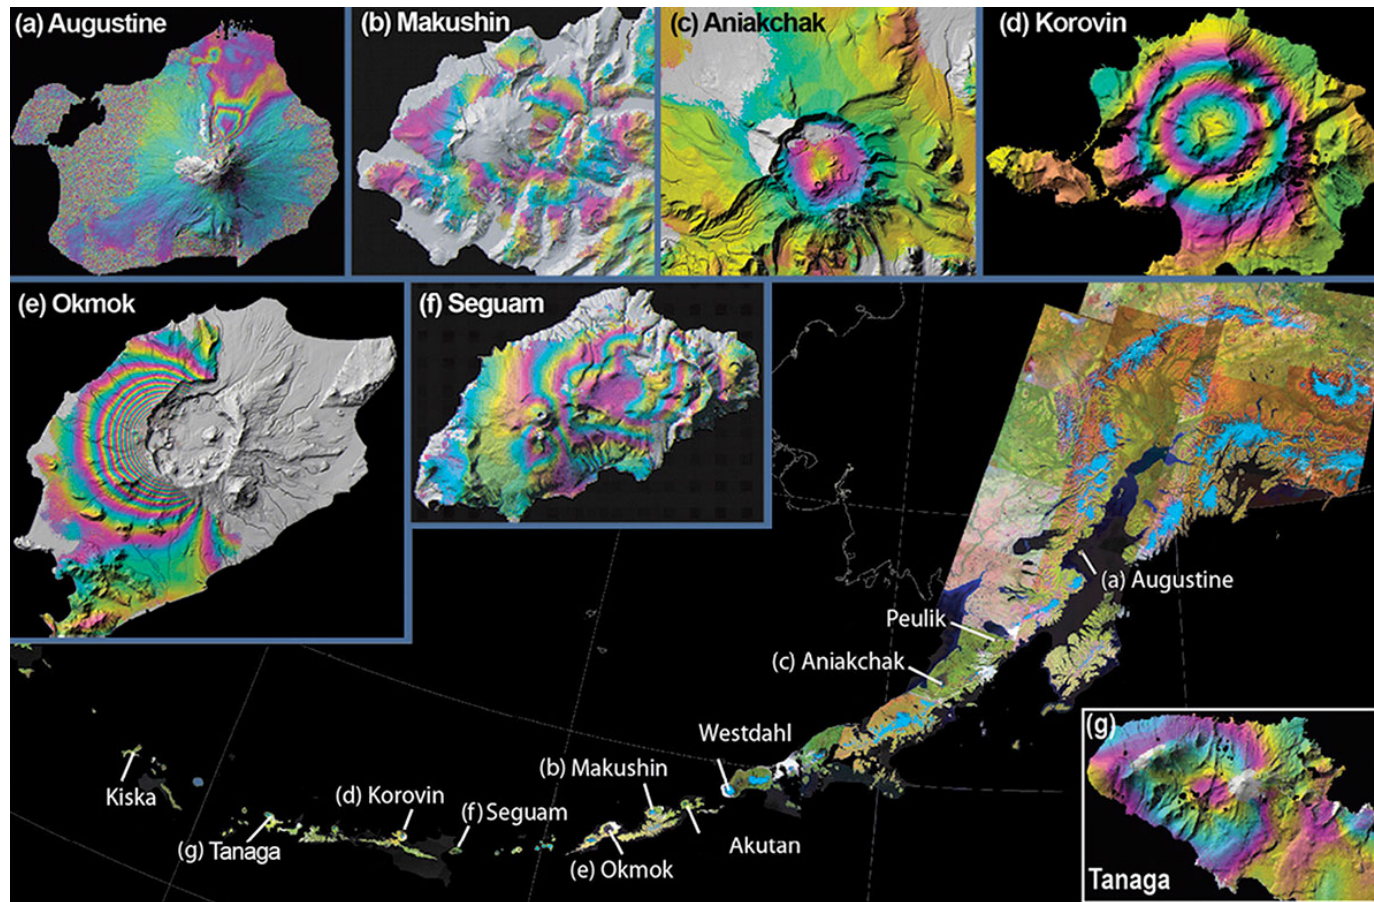 (a) Augustine
(b) Makushin
(c) Aniakchak
(d) Korovin
(e) Okmok
(f) Seguam
(a) Augustine
Peulik
(c) Aniakchak
Westdahl
(b) Makushin
Kiska
(d) Korovin
(f) Seguam
(g) Tanaga
Akutan
(e) Okmok
(g)
Tanaga